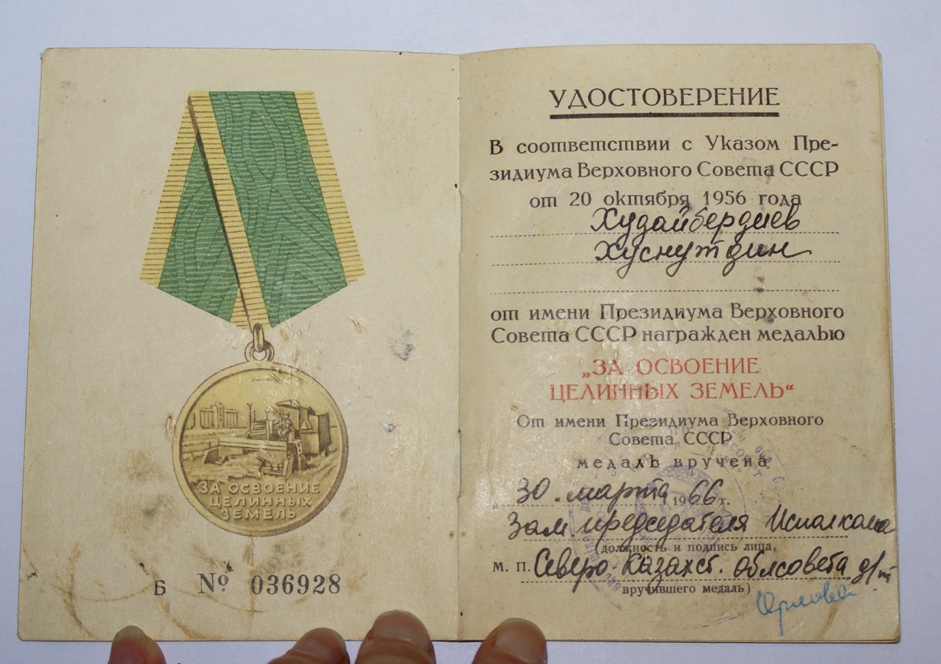 ЗА ОСВОЕНИЕ
ЦЕЛИННЫХ
ЗЕМЕЛЬ
Б № 036928
УДОСТОВЕРЕНИЕ
В соответствии с Указом Пре-
зидиума Верховного Совета СССР
от 20 октября 1956 года
Худайбердиев
Хуснутдин
от имени Президиума Верховного
Совета СССР награжден медалью
„ЗА ОСВОЕНИЕ
ЦЕЛИННЫХ ЗЕМЕЛЬ“
От имени Президиума Верховного
Совета СССР
медаль вручена
30. марта 1966 г.
Зам. председателя Исполкома
(должность и подпись лица,
М. П. Северо-Казахст. облсовета д/т
вручившего медаль)